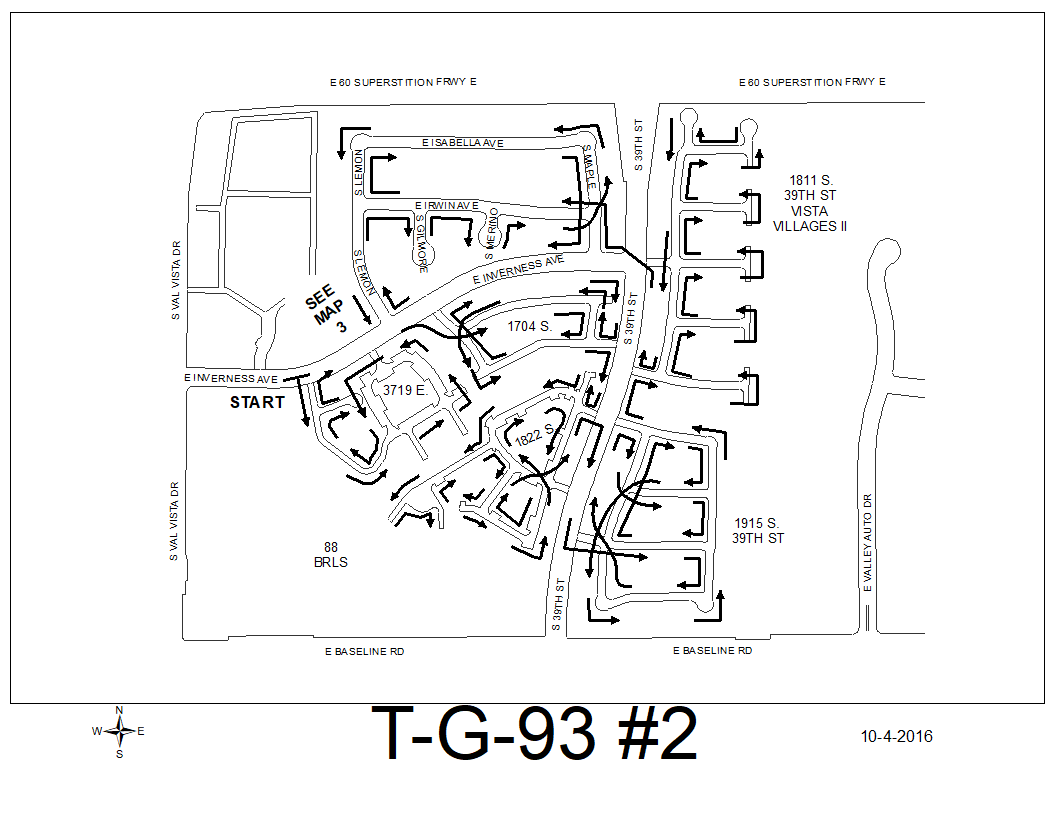 E 60 SUPERSTITION FRWY E
E 60 SUPERSTITION FRWY E
S 39TH ST
E ISABELLA AVE
S LEMON
S MAPLE
1811 S.
39TH ST
VISTA
VILLAGES II
E IRWIN AVE
S GILMORE
S MERINO
S VAL VISTA DR
S LEMON
E INVERNESS AVE
SEE
MAP
3
1704 S.
S 39TH ST
E INVERNESS AVE
START
3719 E.
1822 S.
S VAL VISTA DR
1915 S.
39TH ST
E VALLEY AUTO DR
88
BRLS
S 39TH ST
E BASELINE RD
E BASELINE RD
N
W
E
S
T-G-93 #2
10-4-2016